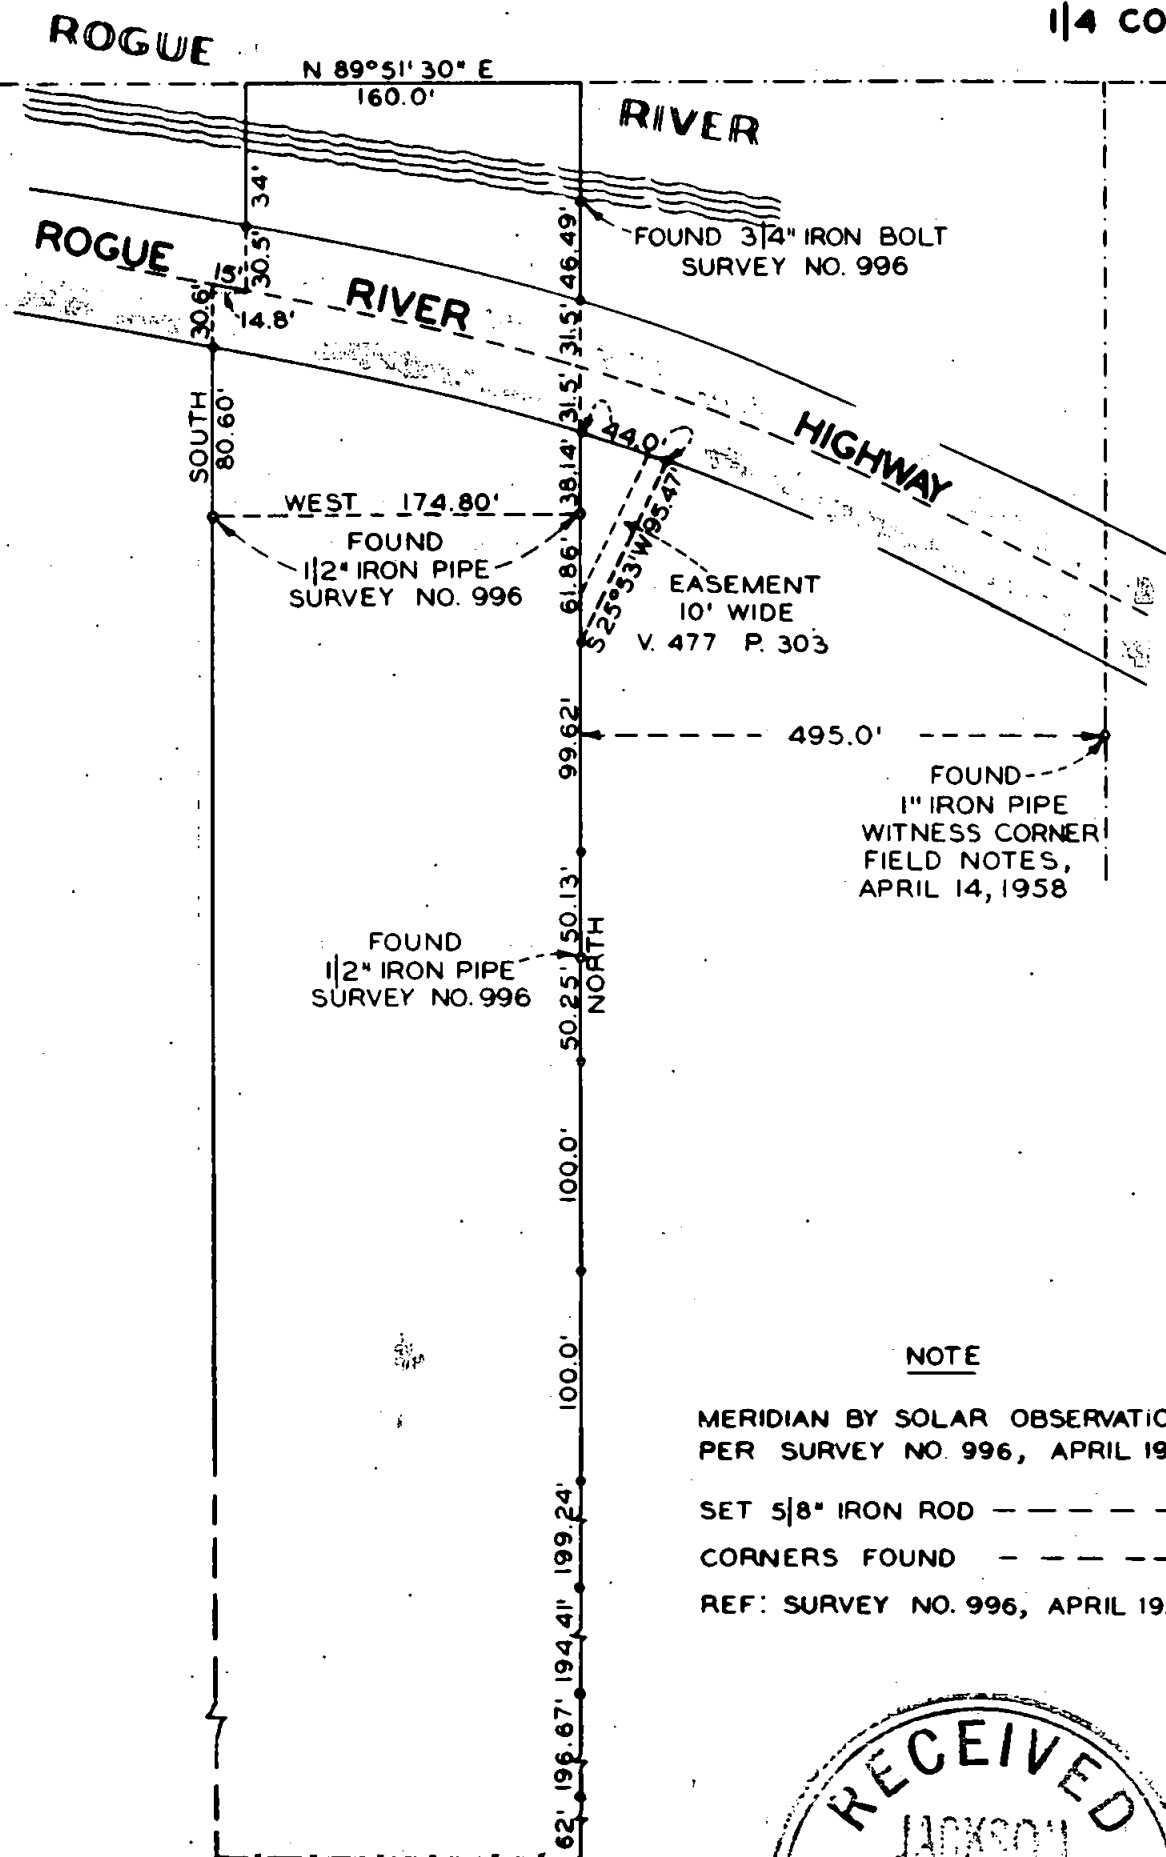 1/4 CO
ROGUE
N 89°51'30" E
160.0'
RIVER
34'
30.5'
46.49'
FOUND 3/4" IRON BOLT
SURVEY NO. 996
ROGUE
RIVER
HIGHWAY
15'
14.8'
30.6'
31.5'
31.5'
44.0'
SOUTH
80.60'
38.14'
WEST 174.80'
FOUND
1/2" IRON PIPE
SURVEY NO. 996
61.86'
S 25°53'W 95.47'
EASEMENT
10' WIDE
V. 477 P. 303
99.62'
495.0'
FOUND
1" IRON PIPE
WITNESS CORNER
FIELD NOTES,
APRIL 14, 1958
50.13'
NORTH
FOUND
1/2" IRON PIPE
SURVEY NO. 996
50.25'
100.0'
100.0'
NOTE
MERIDIAN BY SOLAR OBSERVATIO
PER SURVEY NO. 996, APRIL 19
SET 5/8" IRON ROD
CORNERS FOUND
REF: SURVEY NO. 996, APRIL 19
199.24'
194.41'
196.67'
62'
RECEIVED
JACKSON